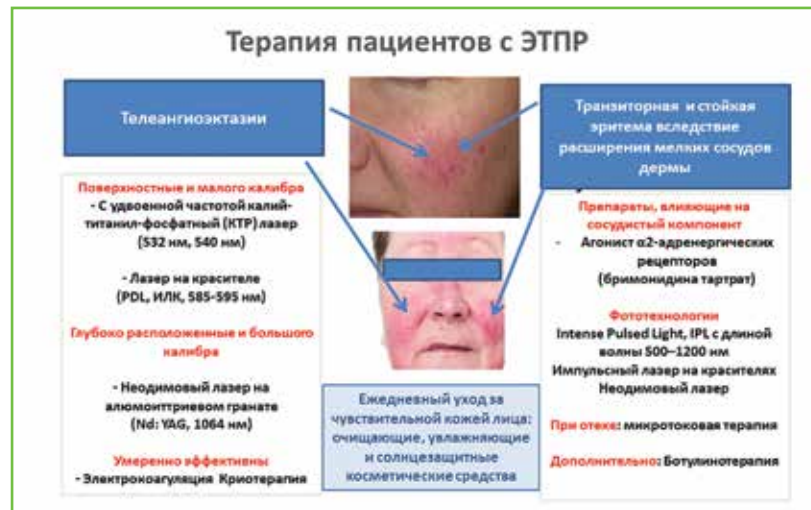 Терапия пациентов с ЭТПР
Телеангиоэктазии
Поверхностные и малого калибра
- С удвоенной частотой калий-
титанил-фосфатный (КТР) лазер
(532 нм, 540 нм)
- Лазер на красителе
(PDL, ИЛК, 585-595 нм)
Глубоко расположенные и большого
калибра
- Неодимовый лазер на
алюмоиттриевом гранате
(Nd: YAG, 1064 нм)
Умеренно эффективны
- Электрокоагуляция Криотерапия
Ежедневный уход за
чувствительной кожей лица:
очищающие, увлажняющие
и солнцезащитные
косметические средства
Транзиторная и стойкая
эритема вследствие
расширения мелких сосудов
дермы
Препараты, влияющие на
сосудистый компонент
- Агонист α2-адренергических
рецепторов
(бримонидина тартрат)
Фототехнологии
Intense Pulsed Light, IPL с длиной
волны 500–1200 нм
Импульсный лазер на красителях
Неодимовый лазер
При отеке: микротоковая терапия
Дополнительно: Ботулинотерапия